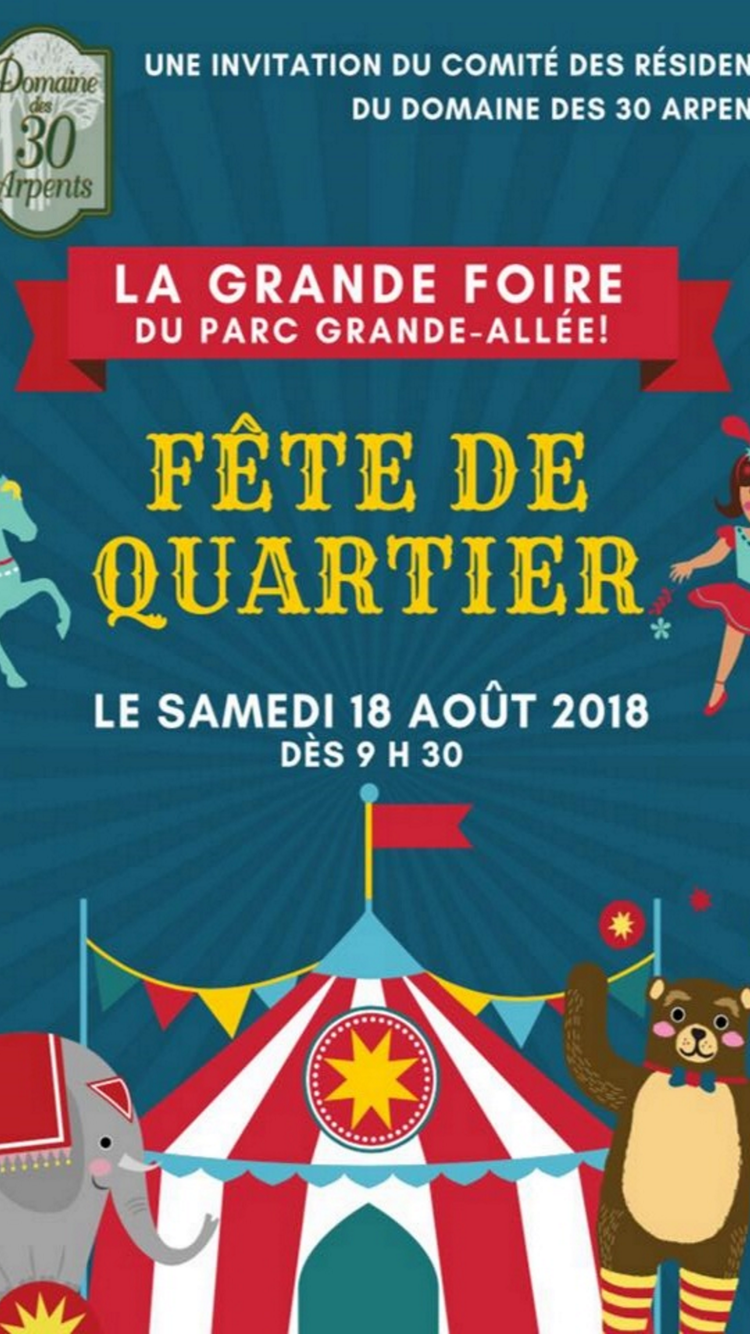 Domaine
des
30
Arpents
UNE INVITATION DU COMITÉ DES RÉSIDEN
DU DOMAINE DES 30 ARPEN
LA GRANDE FOIRE
DU PARC GRANDE-ALLÉE!
FÊTE DE
QUARTIER
LE SAMEDI 18 AOÛT 2018
DÈS 9 H 30